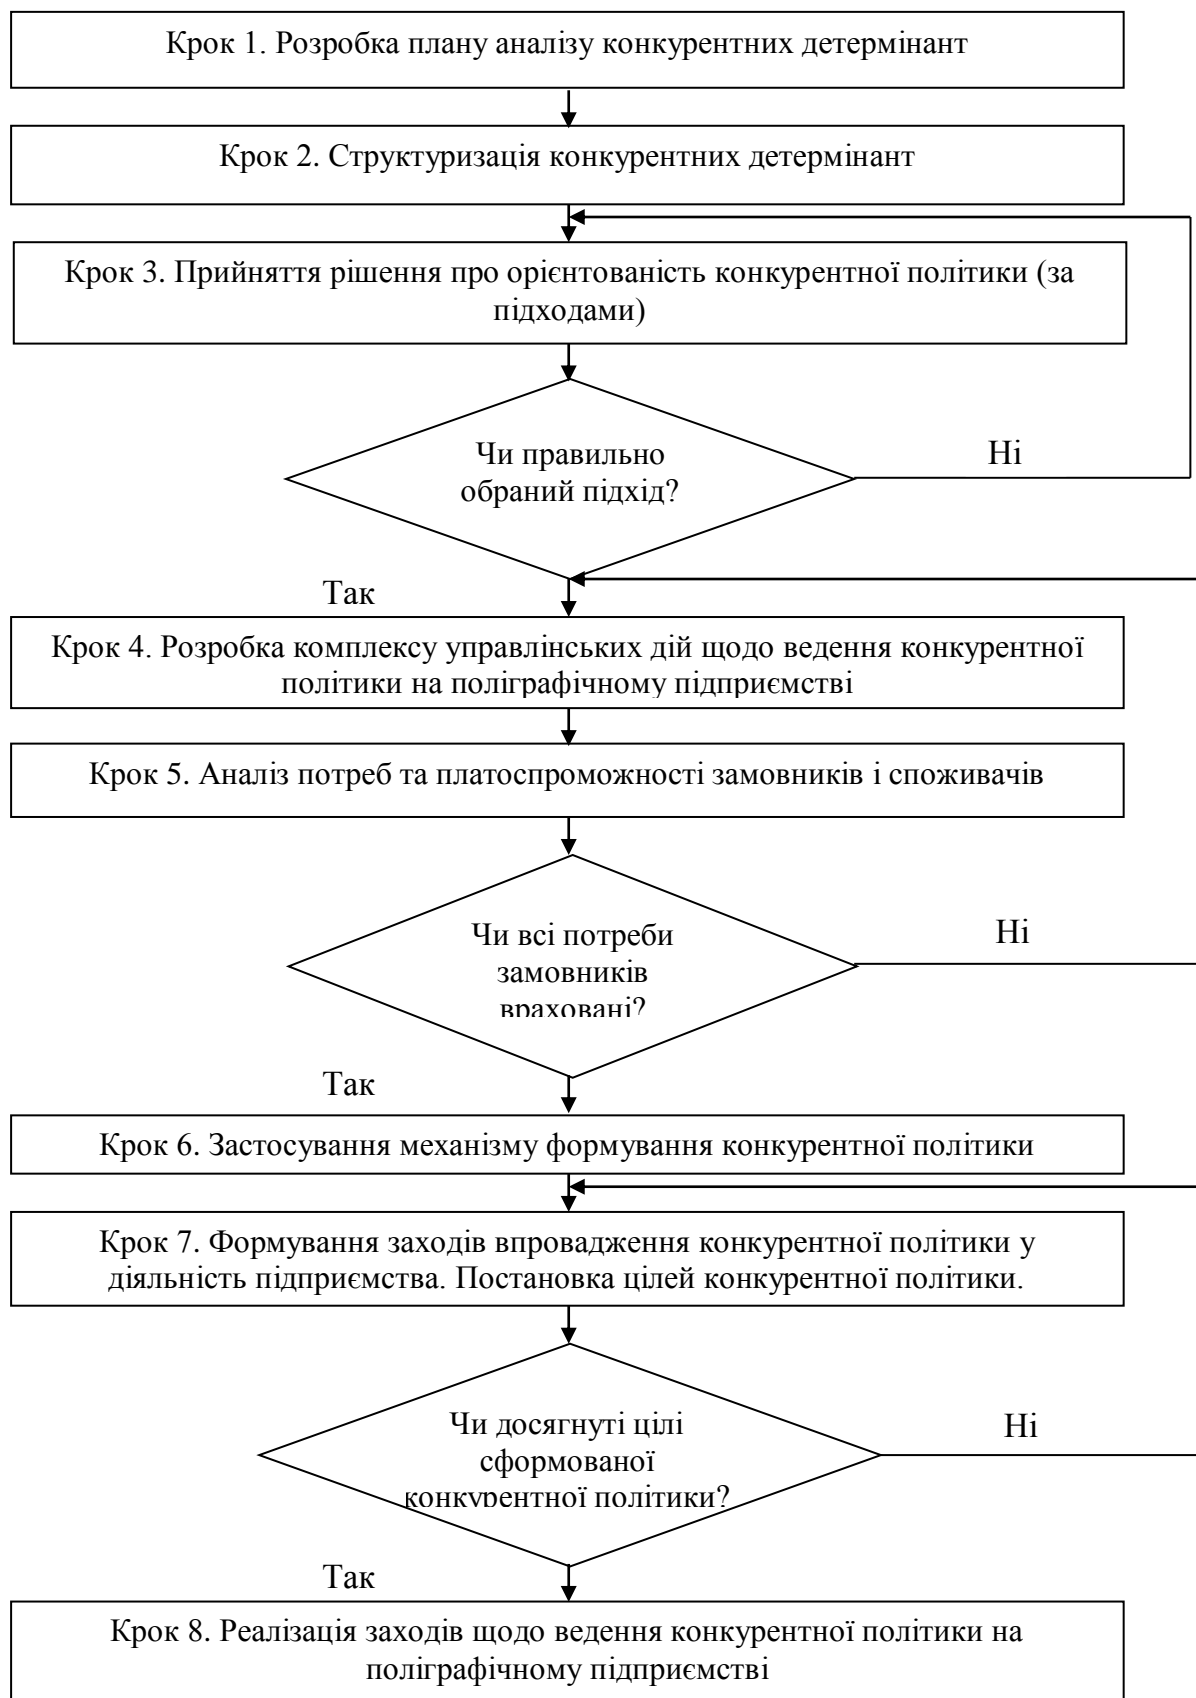 Крок 1. Розробка плану аналізу конкурентних детермінант
Крок 2. Структуризація конкурентних детермінант
Крок 3. Прийняття рішення про орієнтованість конкурентної політики (за
підходами)
Чи правильно
обраний підхід?
Ні
Так
Крок 4. Розробка комплексу управлінських дій щодо ведення конкурентної
політики на поліграфічному підприємстві
Крок 5. Аналіз потреб та платоспроможності замовників і споживачів
Чи всі потреби
замовників
враховані?
Ні
Так
Крок 6. Застосування механізму формування конкурентної політики
Крок 7. Формування заходів впровадження конкурентної політики у
діяльність підприємства. Постановка цілей конкурентної політики.
Чи досягнуті цілі
сформованої
конкурентної політики?
Ні
Так
Крок 8. Реалізація заходів щодо ведення конкурентної політики на
поліграфічному підприємстві